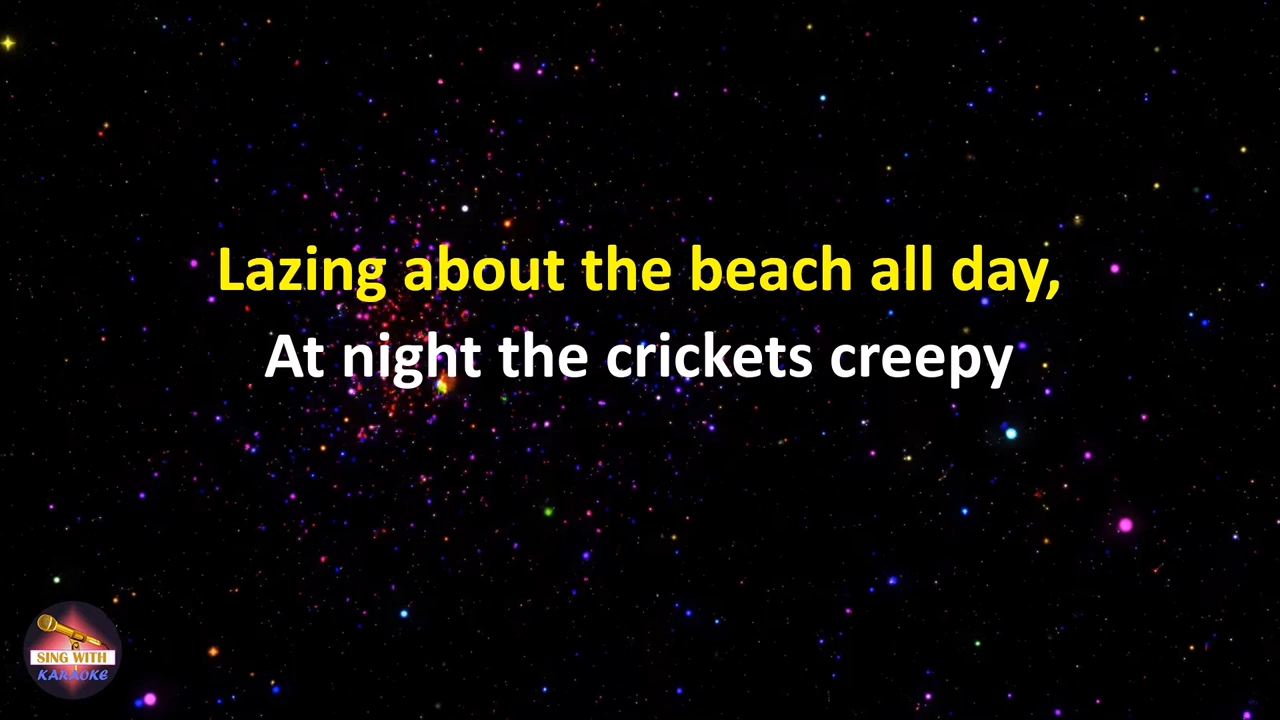 Lazing about the beach all day,
At night the crickets creepy
SING WITH
KARAOKE